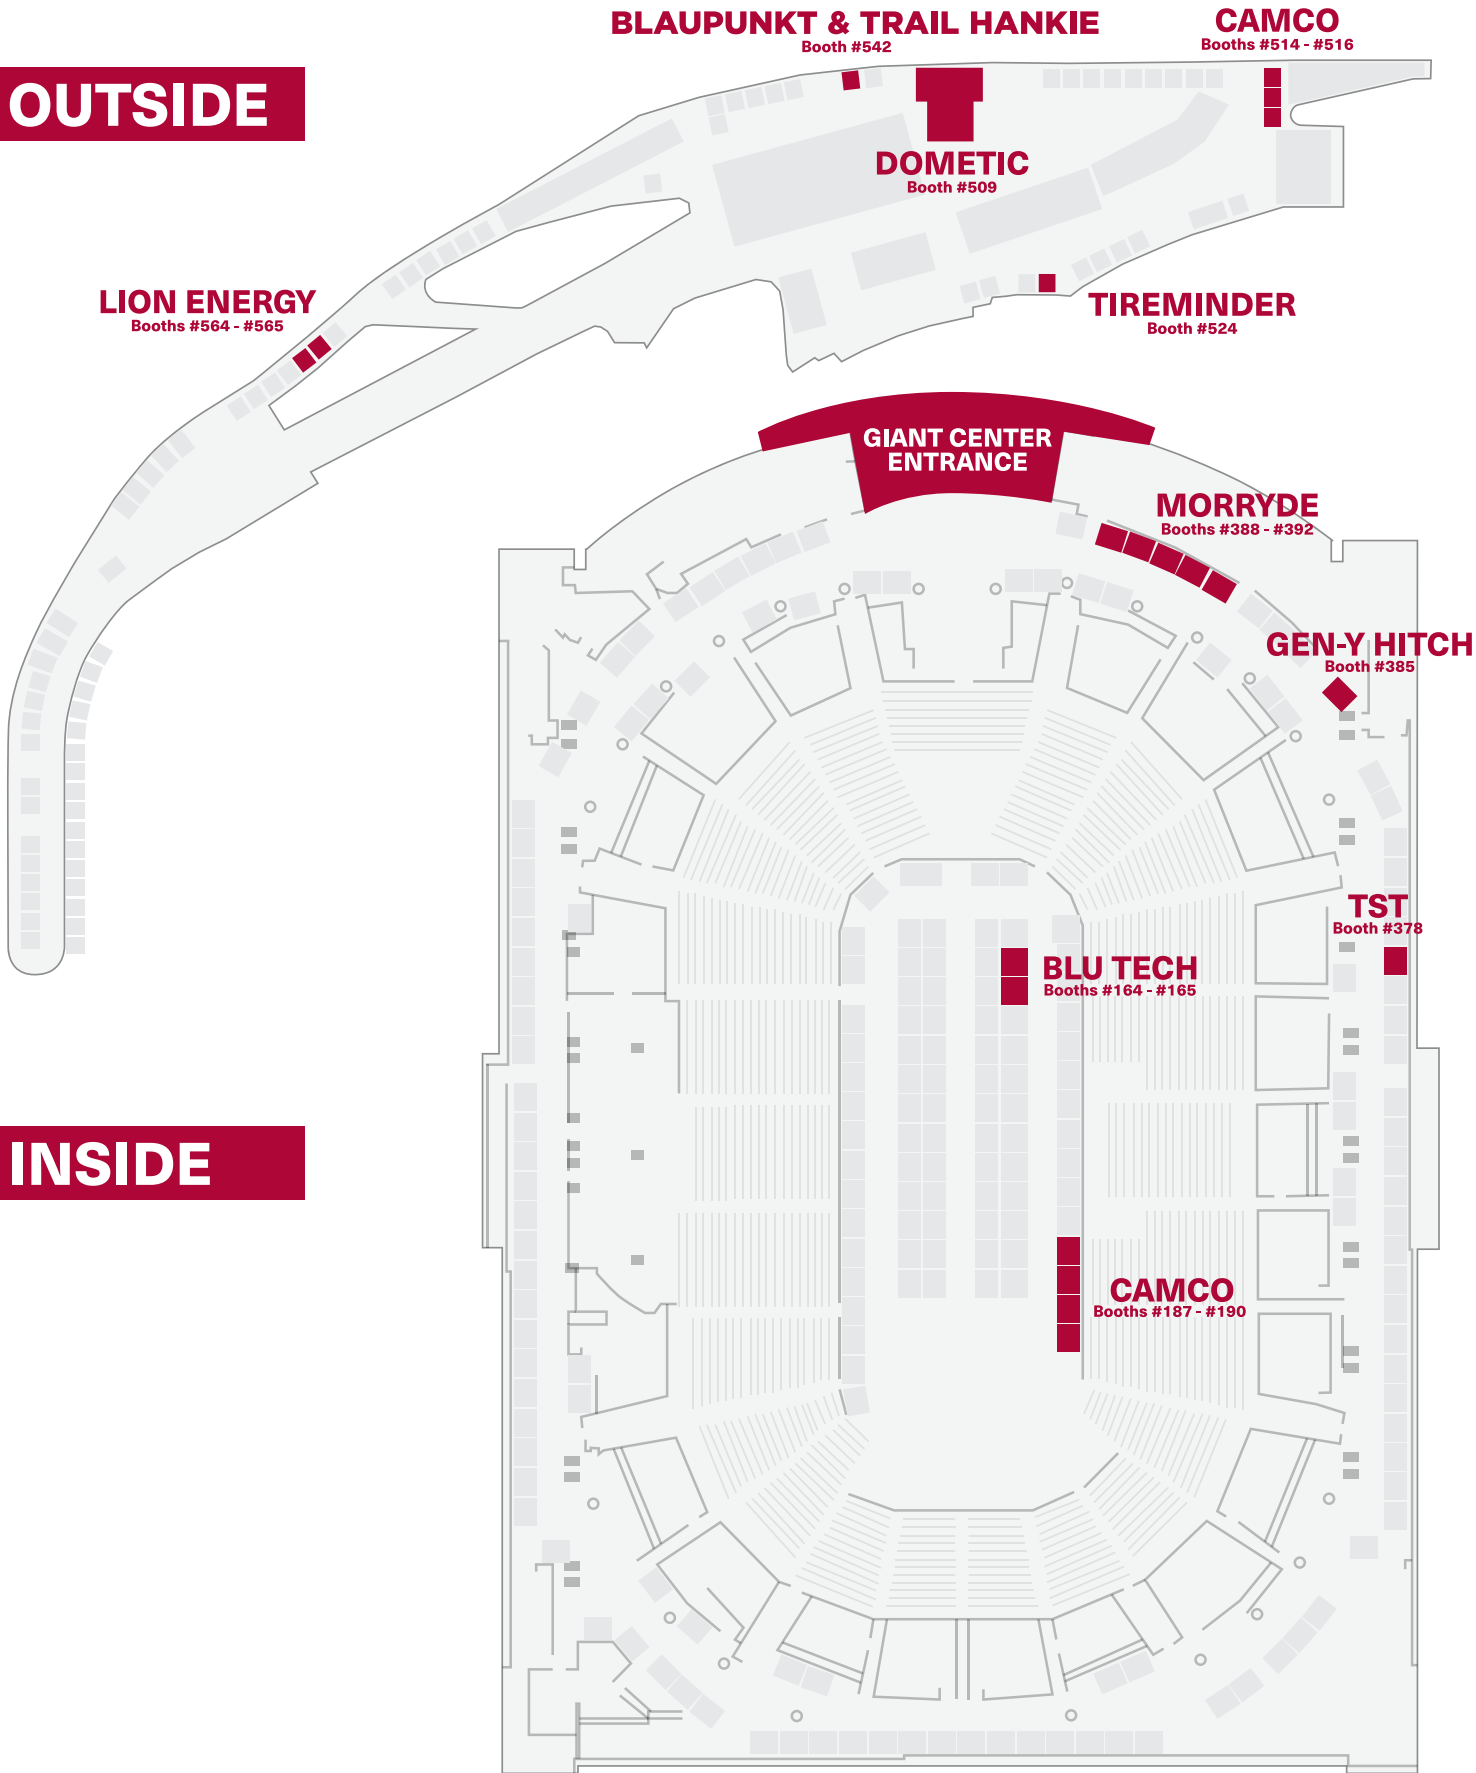 BLAUPUNKT & TRAIL HANKIE
Booth #542
CAMCO
Booths #514 - #516
OUTSIDE
DOMETIC
Booth #509
LION ENERGY
Booths #564 - #565
TIREMINDER
Booth #524
GIANT CENTER
ENTRANCE
MORRYDE
Booths #388 - #392
GEN-Y HITCH
Booth #385
TST
Booth #378
BLU TECH
Booths #164 - #165
INSIDE
CAMCO
Booths #187 - #190